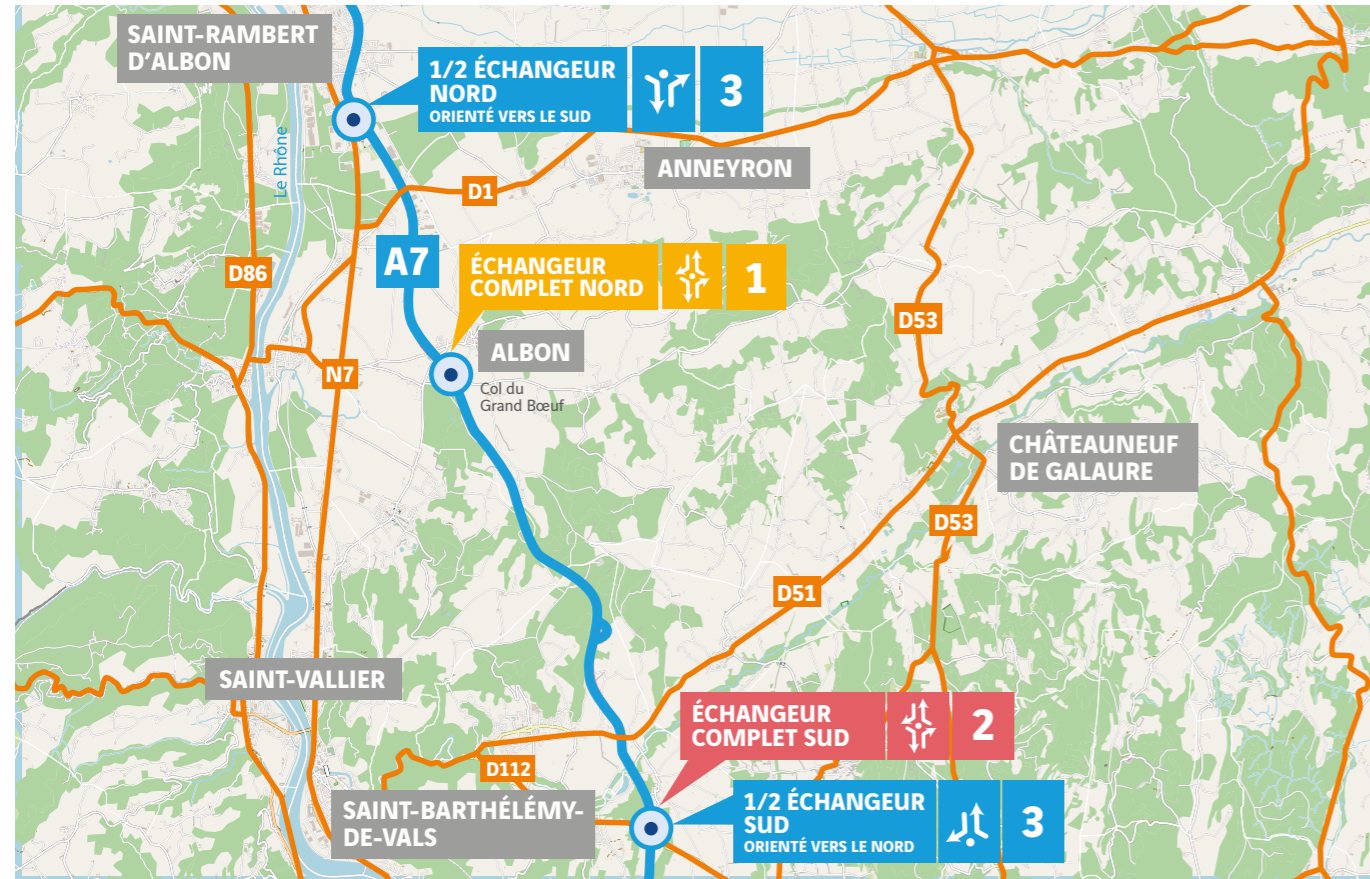 SAINT-RAMBERT
D'ALBON
1/2 ÉCHANGEUR
NORD
ORIENTÉ VERS LE SUD
3
Le Rhône
ANNEYRON
D1
A7
D86
ÉCHANGEUR
COMPLET NORD
1
D53
ALBON
N7
Col du
Grand Bœuf
CHÂTEAUNEUF
DE GALAURE
D53
D51
SAINT-VALLIER
ÉCHANGEUR
COMPLET SUD
2
D112
SAINT-BARTHÉLÉMY-
DE-VALS
1/2 ÉCHANGEUR
SUD
ORIENTÉ VERS LE NORD
3